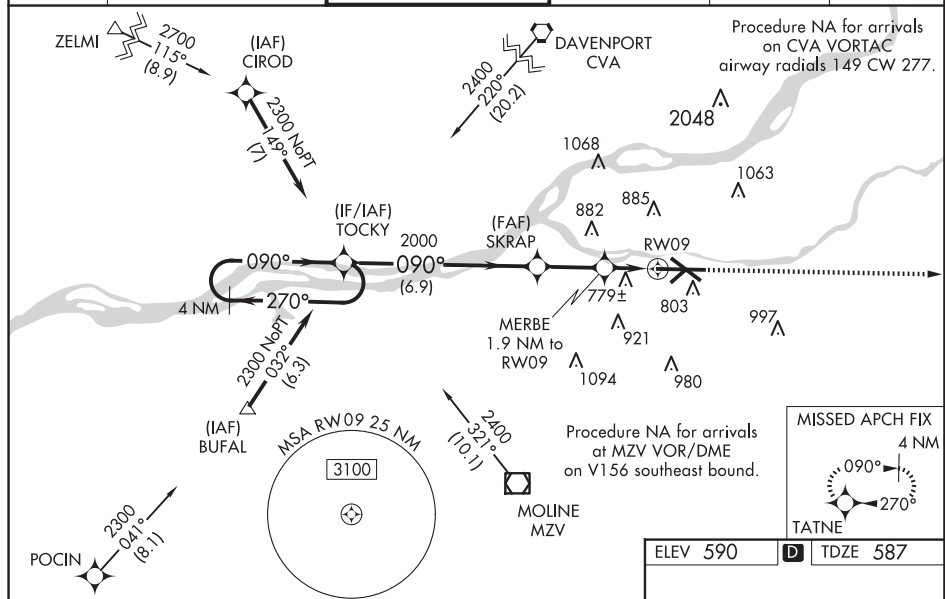 ZELMI
2700
115°
(8.9)
(IAF)
CIROD
2300 NoPT
149°
(7)
DAVENPORT
CVA
2400
220°
(20.2)
Procedure NA for arrivals
on CVA VORTAC
airway radials 149 CW 277.
2048
1068
1063
885
882
(IF/IAF)
TOCKY
2000
090°
(6.9)
(FAF)
SKRAP
RW09
090°
270°
4 NM
779±
803
MERBE
1.9 NM to
RW09
921
997
1094
980
2300 NoPT
032°
(6.3)
(IAF)
BUFAL
MSA RW09 25 NM
3100
2400
321°
(10.1)
MOLINE
MZV
Procedure NA for arrivals
at MZV VOR/DME
on V156 southeast bound.
MISSED APCH FIX
4 NM
090°
270°
TATNE
2300
041°
(8.1)
POCIN
ELEV 590 D TDZE 587